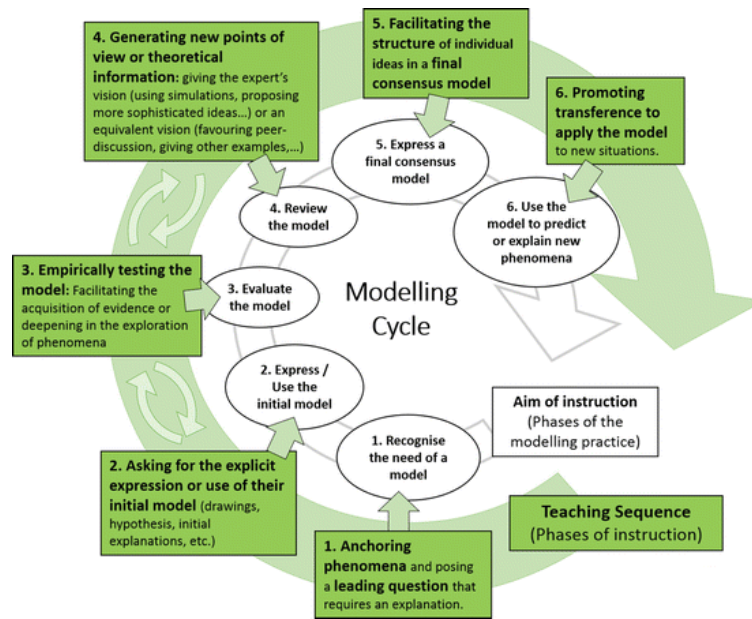 4. Generating new points of
view or theoretical
information: giving the expert's
vision (using simulations, proposing
more sophisticated ideas...) or an
equivalent vision (favouring peer-
discussion, giving other examples,...)
5. Facilitating the
structure of individual
ideas in a final
consensus model
6. Promoting
transference to
apply the model
to new situations.
5. Express a
final consensus
model
4. Review
the model
6. Use the
model to predict
or explain new
phenomena
3. Empirically testing the
model: Facilitating the
acquisition of evidence or
deepening in the exploration
of phenomena
3. Evaluate
the model
Modelling
Cycle
2. Express /
Use the
initial model
1. Recognise
the need of a
model
Aim of instruction
(Phases of the
modelling practice)
2. Asking for the explicit
expression or use of their
initial model (drawings,
hypothesis, initial
explanations, etc.)
1. Anchoring
phenomena and posing
a leading question that
requires an explanation.
Teaching Sequence
(Phases of instruction)